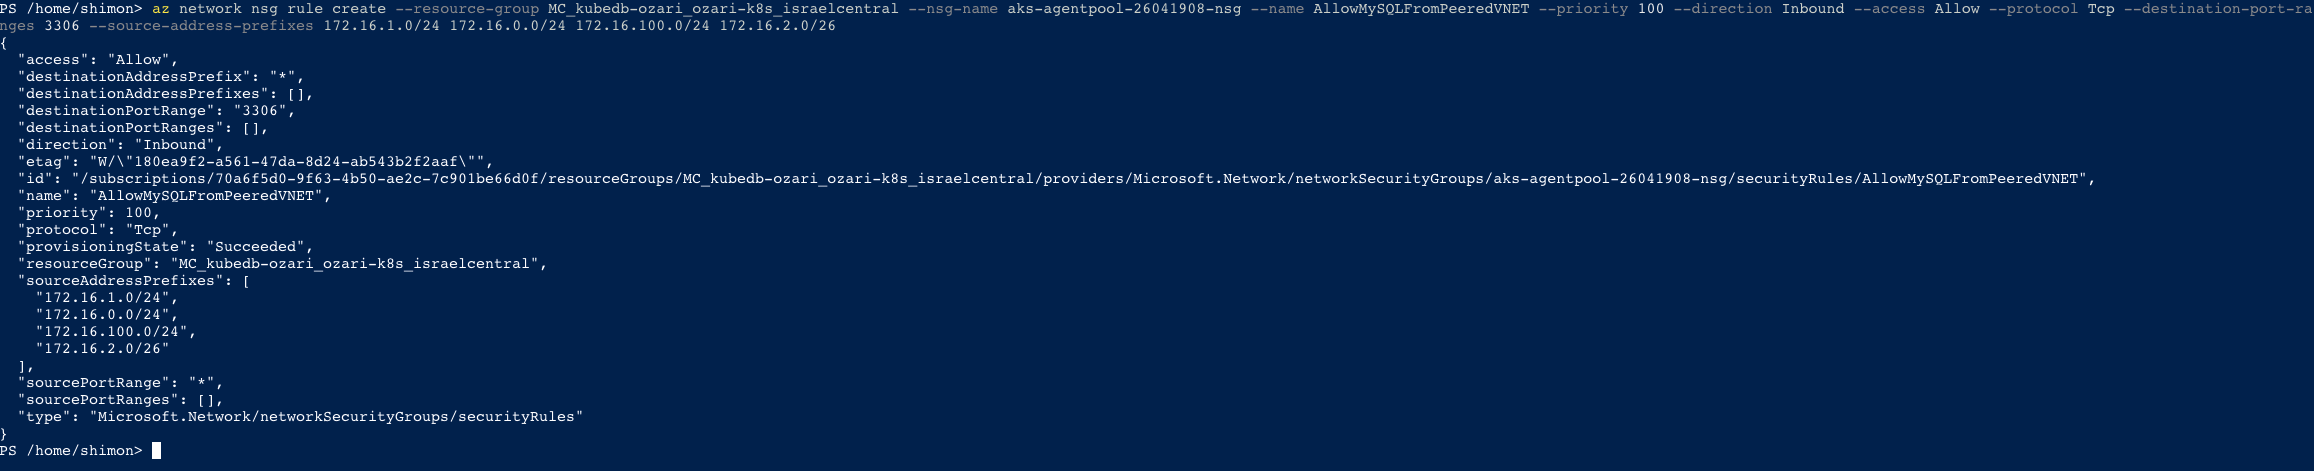 PS /home/shimon> az network nsg rule create --resource-group MC_kubedb-ozari_ozari-k8s_israelcentral --nsg-name aks-agentpool-26041908-nsg --name AllowMySQLFromPeeredVNET --priority 100 --direction Inbound --access Allow --protocol Tcp --destination-port-ra
nges 3306 --source-address-prefixes 172.16.1.0/24 172.16.0.0/24 172.16.100.0/24 172.16.2.0/26
{
  "access": "Allow",
  "destinationAddressPrefix": "*",
  "destinationAddressPrefixes": [],
  "destinationPortRange": "3306",
  "destinationPortRanges": [],
  "direction": "Inbound",
  "etag": "W/\"180ea9f2-a561-47da-8d24-ab543b2f2aaf\"",
  "id": "/subscriptions/70a6f5d0-9f63-4b50-ae2c-7c901be66d0f/resourceGroups/MC_kubedb-ozari_ozari-k8s_israelcentral/providers/Microsoft.Network/networkSecurityGroups/aks-agentpool-26041908-nsg/securityRules/AllowMySQLFromPeeredVNET",
  "name": "AllowMySQLFromPeeredVNET",
  "priority": 100,
  "protocol": "Tcp",
  "provisioningState": "Succeeded",
  "resourceGroup": "MC_kubedb-ozari_ozari-k8s_israelcentral",
  "sourceAddressPrefixes": [
    "172.16.1.0/24",
    "172.16.0.0/24",
    "172.16.100.0/24",
    "172.16.2.0/26"
  ],
  "sourcePortRange": "*",
  "sourcePortRanges": [],
  "type": "Microsoft.Network/networkSecurityGroups/securityRules"
}
PS /home/shimon>